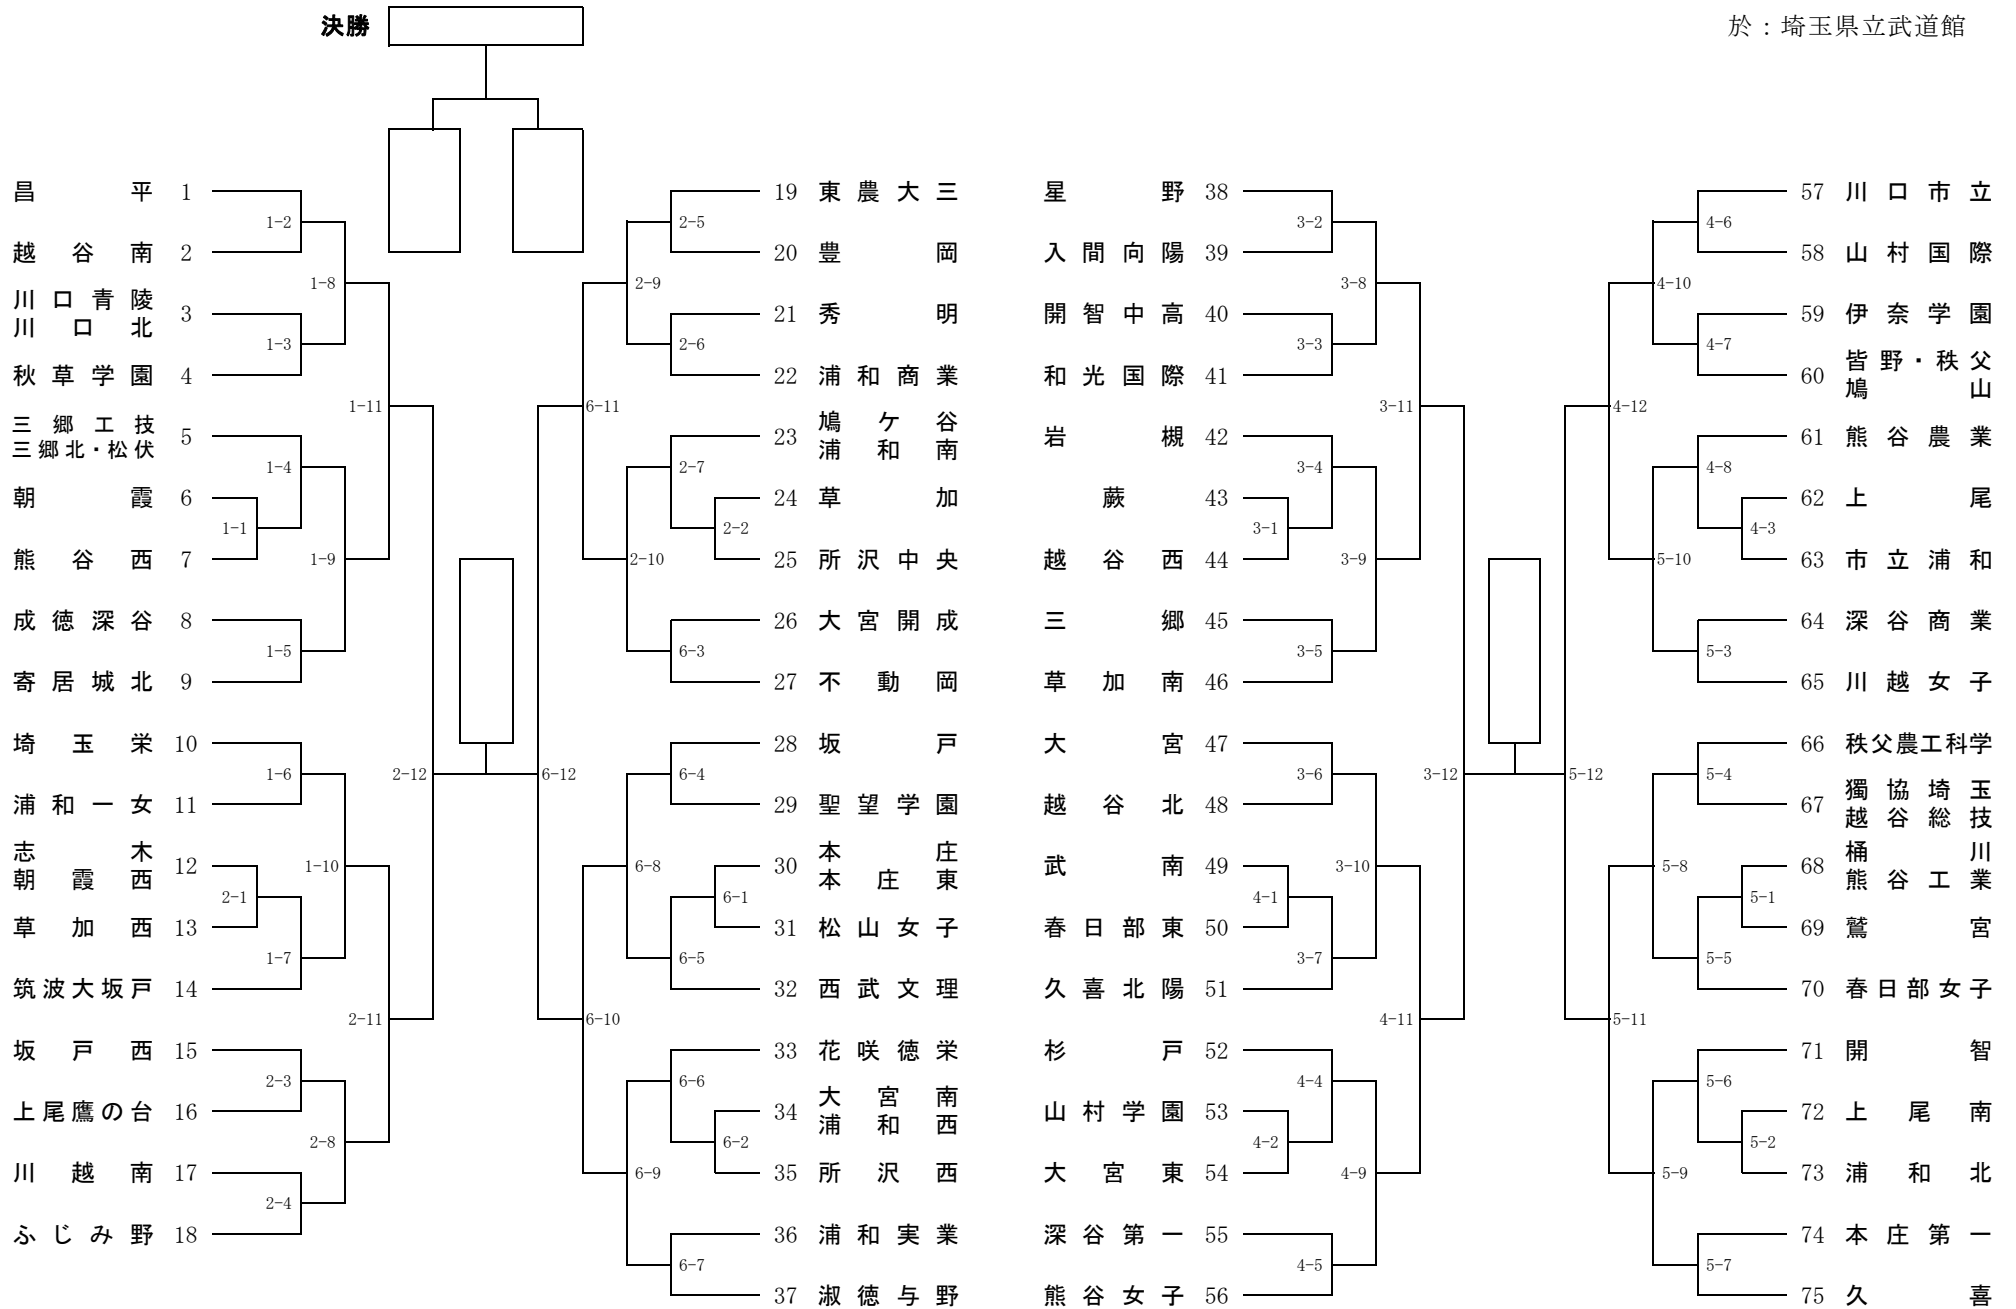 決勝
於：埼玉県立武道館
昌平 1
越谷南 2
川口青陵
川口北 3
秋草学園 4
三郷工技
三郷北・松伏 5
朝霞 6
熊谷西 7
成徳深谷 8
寄居城北 9
埼玉栄 10
浦和一女 11
志木
朝霞西 12
草加西 13
筑波大坂戸 14
坂戸西 15
上尾鷹の台 16
川越南 17
ふじみ野 18
1-2
1-8
1-3
1-11
1-4
1-1
1-9
1-5
1-6
2-12
1-10
2-1
1-7
2-11
2-3
2-8
2-4
19 東農大三
20 豊岡
21 秀明
22 浦和商業
23 鳩ケ谷
浦和南
24 草加
25 所沢中央
26 大宮開成
27 不動岡
28 坂戸
29 聖望学園
30 本庄
本庄東
31 松山女子
32 西武文理
33 花咲徳栄
34 大宮南
浦和西
35 所沢西
36 浦和実業
37 淑徳与野
2-5
2-9
2-6
6-11
2-7
2-2
2-10
6-3
6-4
6-12
6-8
6-1
6-5
6-10
6-6
6-2
6-9
6-7
星野 38
入間向陽 39
開智中高 40
和光国際 41
岩槻 42
蕨 43
越谷西 44
三郷 45
草加南 46
大宮 47
越谷北 48
武南 49
春日部東 50
久喜北陽 51
杉戸 52
山村学園 53
大宮東 54
深谷第一 55
熊谷女子 56
3-2
3-8
3-3
3-11
3-4
3-1
3-9
3-5
3-6
3-12
3-10
4-1
3-7
4-11
4-4
4-2
4-9
4-5
57 川口市立
58 山村国際
59 伊奈学園
60 皆野・秩父
鳩山
61 熊谷農業
62 上尾
63 市立浦和
64 深谷商業
65 川越女子
66 秩父農工科学
67 獨協埼玉
越谷総技
68 桶川
熊谷工業
69 鷲宮
70 春日部女子
71 開智
72 上尾南
73 浦和北
74 本庄第一
75 久喜
4-6
4-10
4-7
4-12
4-8
4-3
5-10
5-3
5-4
5-12
5-8
5-1
5-5
5-11
5-6
5-2
5-9
5-7